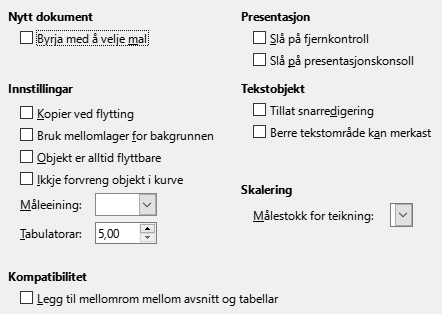 Nytt dokument
Byrja med å velje mal
Innstillingar
Kopier ved flytting
Bruk mellomlager for bakgrunnen
Objekt er alltid flyttbare
Ikkje forvreng objekt i kurve
Måleeining:
Tabulatorar: 5,00
Kompatibilitet
Legg til mellomrom mellom avsnitt og tabellar
Presentasjon
Slå på fjernkontroll
Slå på presentasjonskonsoll
Tekstobjekt
Tillat snarredigering
Berre tekstområde kan merkast
Skalering
Målestokk for teikning: